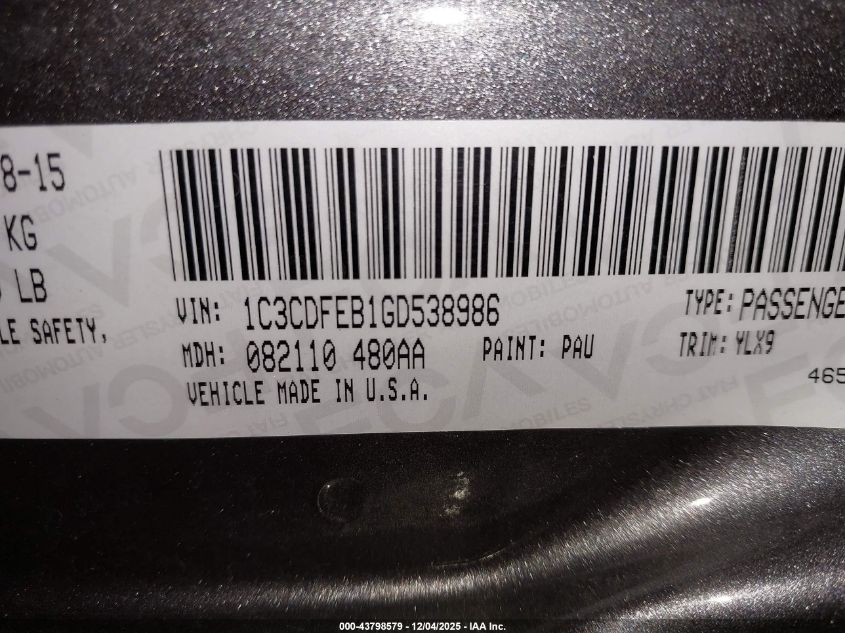 8-15
KG
LB
LE SAFETY,
VIN: 1C3CDFEB1GD538986
TYPE: PASSENGE
MDH: 082110 480AA
PAINT: PAU
TRIM: YLX9
VEHICLE MADE IN U.S.A.
465
000-43798579 - 12/04/2025 - IAA Inc.